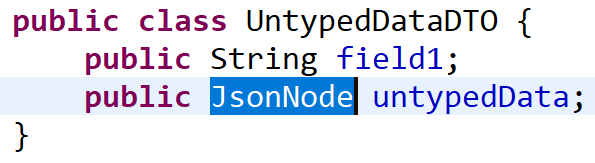 public class UntypedDataDTO {
    public String field1;
    public JsonNode untypedData;
}